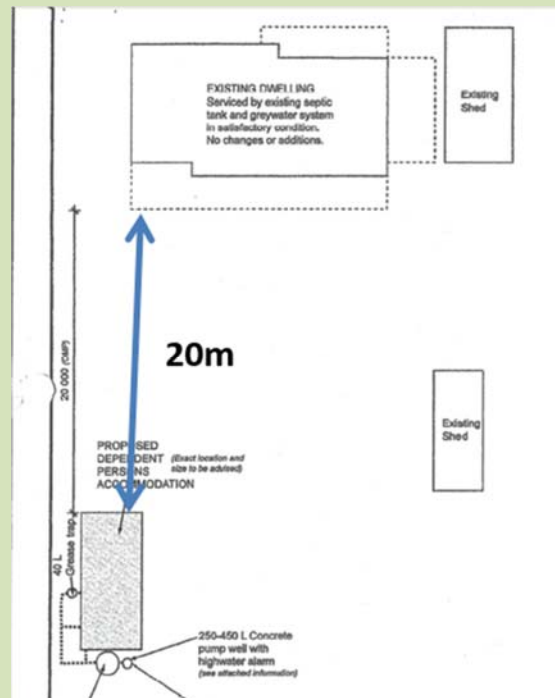 EXISTING DWELLING
Serviced by existing septic
tank and greywater system
in satisfactory condition.
No changes or additions.
Existing
Shed
20 000 (OMP)
20m
Existing
Shed
PROPOSED
DEPENDENT
PERSONS
ACCOMMODATION
(Exact location and
size to be advised)
40 L
Grease trap
250-450 L Concrete
pump well with
highwater alarm
(see attached information)